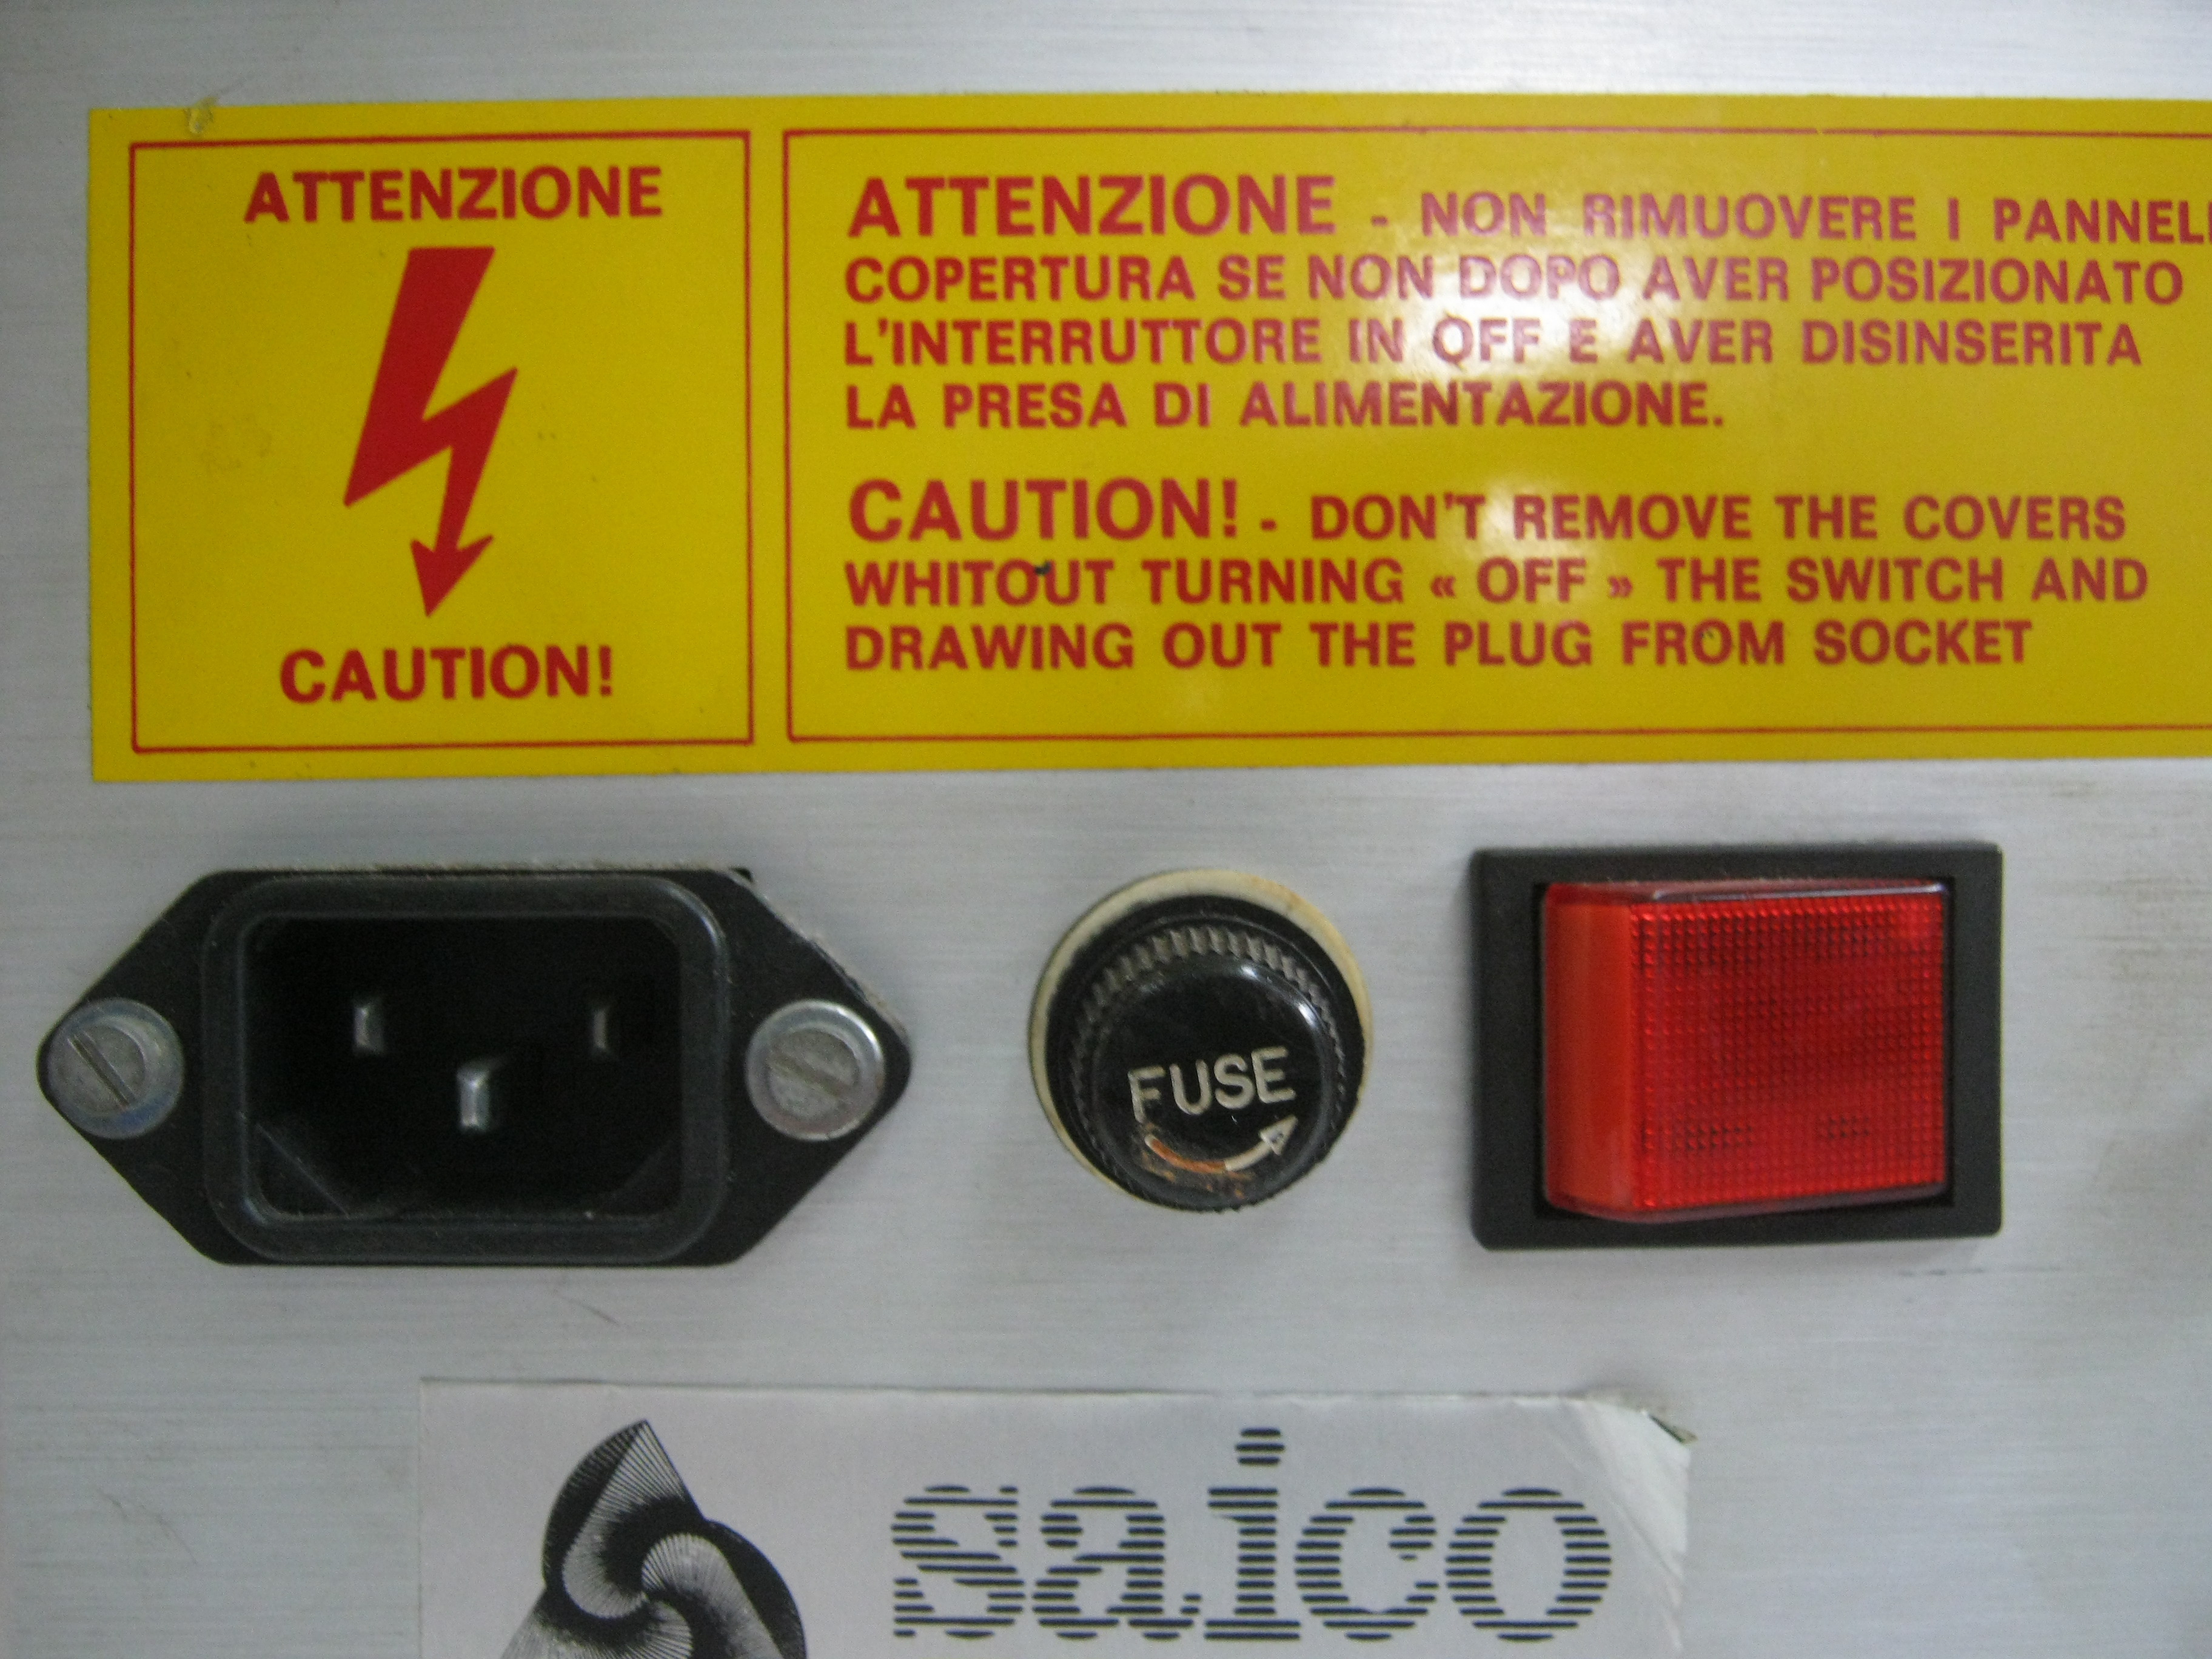 ATTENZIONE
CAUTION!
ATTENZIONE - NON RIMUOVERE I PANNEL
COPERTURA SE NON DOPO AVER POSIZIONATO
L'INTERRUTTORE IN OFF E AVER DISINSERITA
LA PRESA DI ALIMENTAZIONE.
CAUTION! - DON'T REMOVE THE COVERS
WHITOUT TURNING « OFF » THE SWITCH AND
DRAWING OUT THE PLUG FROM SOCKET
FUSE
saico